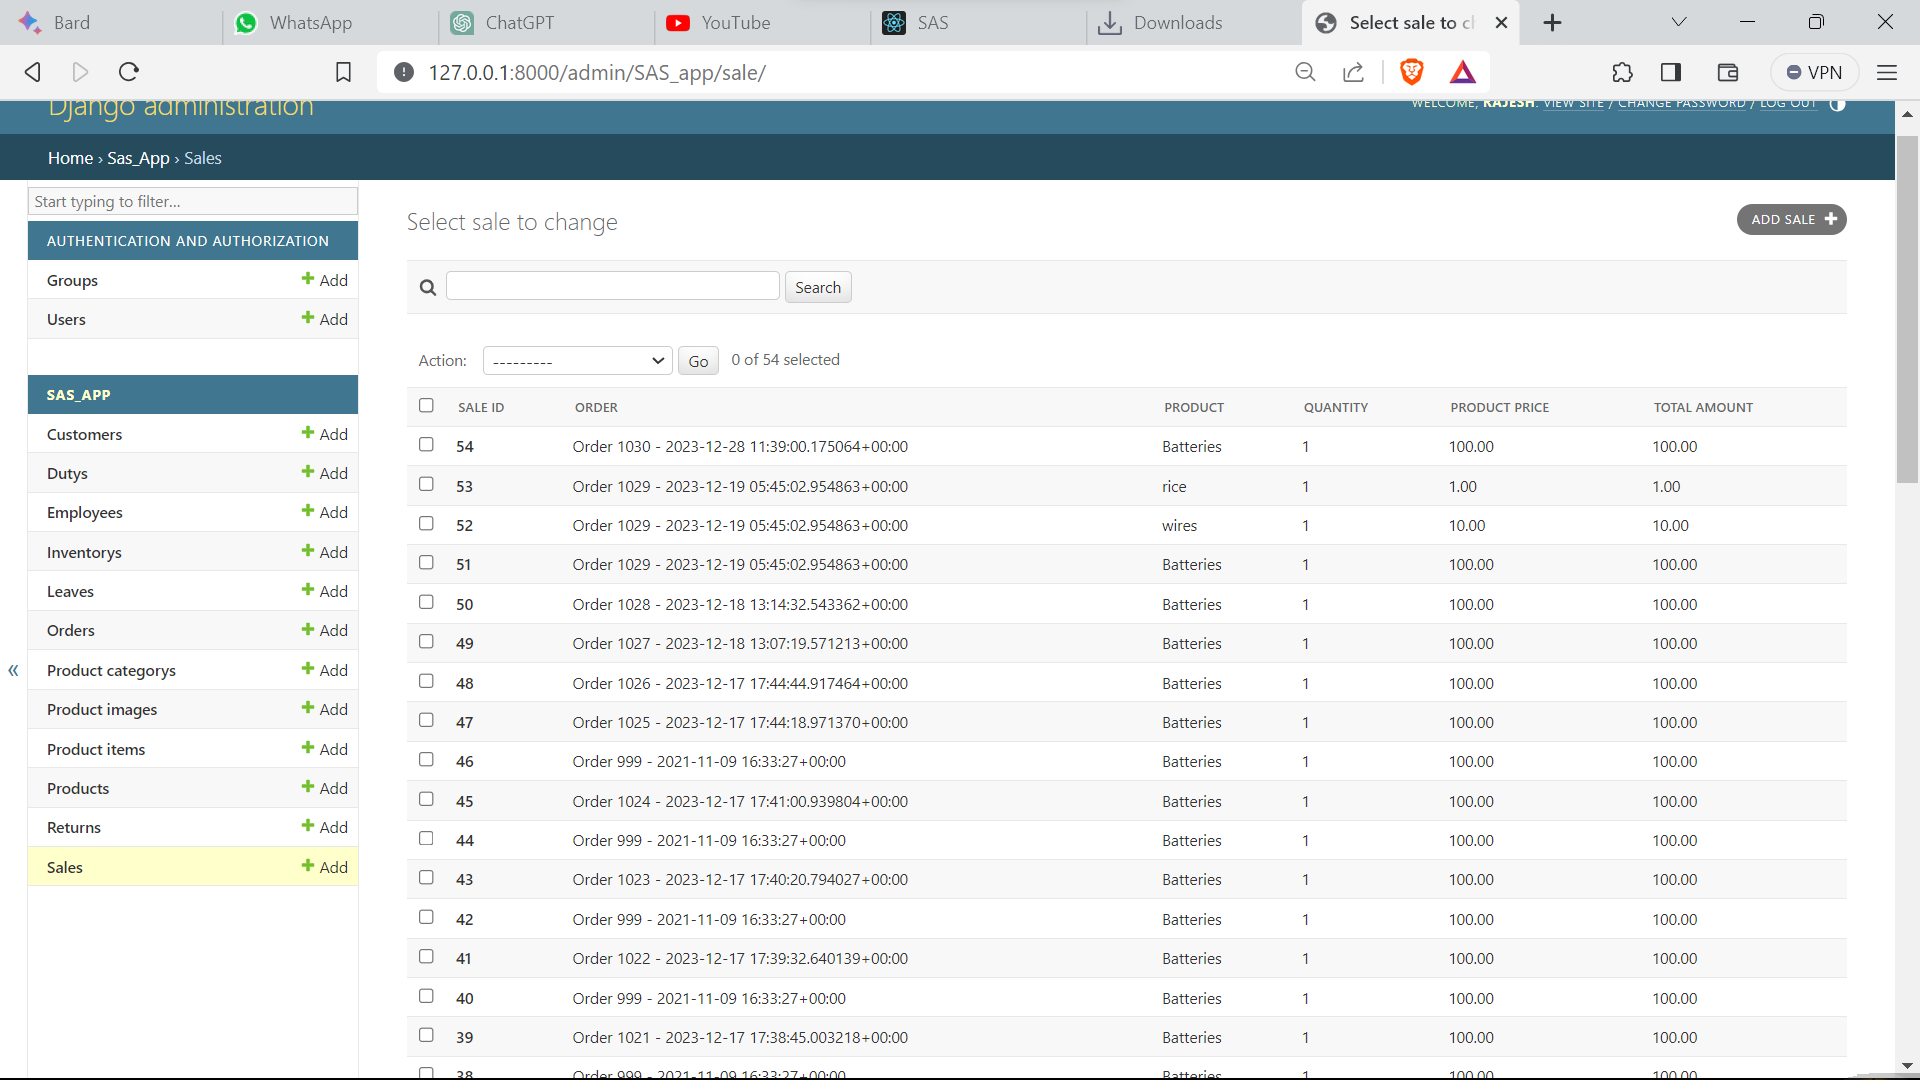 Bard
WhatsApp
ChatGPT
YouTube
SAS
Downloads
Select sale to ch
127.0.0.1:8000/admin/SAS_app/sale/
VPN
Django administration
WELCOME, RAJESH. VIEW SITE / CHANGE PASSWORD / LOG OUT
Home › Sas_App › Sales
Start typing to filter...
AUTHENTICATION AND AUTHORIZATION
Groups + Add
Users + Add
SAS_APP
Customers + Add
Dutys + Add
Employees + Add
Inventorys + Add
Leaves + Add
Orders + Add
Product categorys + Add
Product images + Add
Product items + Add
Products + Add
Returns + Add
Sales + Add
«
Select sale to change
ADD SALE +
Search
Action: --------- Go 0 of 54 selected
SALE ID ORDER PRODUCT QUANTITY PRODUCT PRICE TOTAL AMOUNT
54 Order 1030 - 2023-12-28 11:39:00.175064+00:00 Batteries 1 100.00 100.00
53 Order 1029 - 2023-12-19 05:45:02.954863+00:00 rice 1 1.00 1.00
52 Order 1029 - 2023-12-19 05:45:02.954863+00:00 wires 1 10.00 10.00
51 Order 1029 - 2023-12-19 05:45:02.954863+00:00 Batteries 1 100.00 100.00
50 Order 1028 - 2023-12-18 13:14:32.543362+00:00 Batteries 1 100.00 100.00
49 Order 1027 - 2023-12-18 13:07:19.571213+00:00 Batteries 1 100.00 100.00
48 Order 1026 - 2023-12-17 17:44:44.917464+00:00 Batteries 1 100.00 100.00
47 Order 1025 - 2023-12-17 17:44:18.971370+00:00 Batteries 1 100.00 100.00
46 Order 999 - 2021-11-09 16:33:27+00:00 Batteries 1 100.00 100.00
45 Order 1024 - 2023-12-17 17:41:00.939804+00:00 Batteries 1 100.00 100.00
44 Order 999 - 2021-11-09 16:33:27+00:00 Batteries 1 100.00 100.00
43 Order 1023 - 2023-12-17 17:40:20.794027+00:00 Batteries 1 100.00 100.00
42 Order 999 - 2021-11-09 16:33:27+00:00 Batteries 1 100.00 100.00
41 Order 1022 - 2023-12-17 17:39:32.640139+00:00 Batteries 1 100.00 100.00
40 Order 999 - 2021-11-09 16:33:27+00:00 Batteries 1 100.00 100.00
39 Order 1021 - 2023-12-17 17:38:45.003218+00:00 Batteries 1 100.00 100.00
38 Order 999 - 2021-11-09 16:33:27+00:00 Batteries 1 100.00 100.00